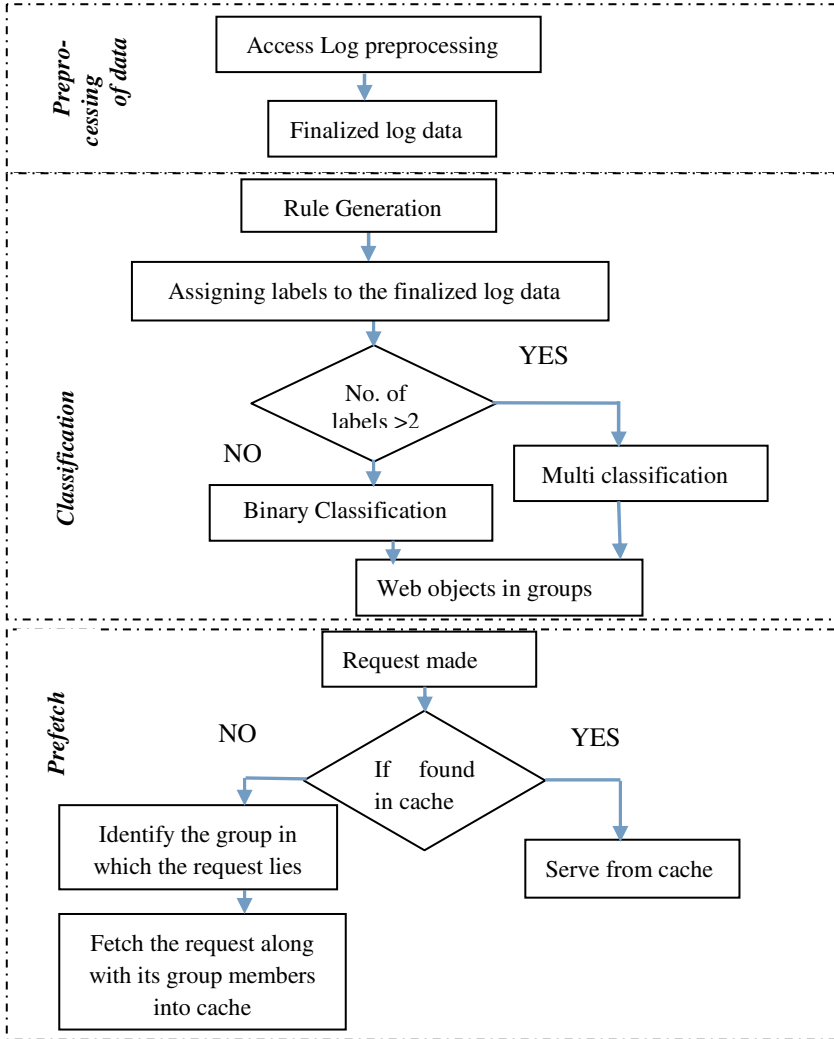 Prepro-
cessing
of data
Access Log preprocessing
Finalized log data
Classification
Rule Generation
Assigning labels to the finalized log data
No. of
labels >2
YES
NO
Multi classification
Binary Classification
Web objects in groups
Prefetch
Request made
If found
in cache
NO
YES
Identify the group in
which the request lies
Serve from cache
Fetch the request along
with its group members
into cache